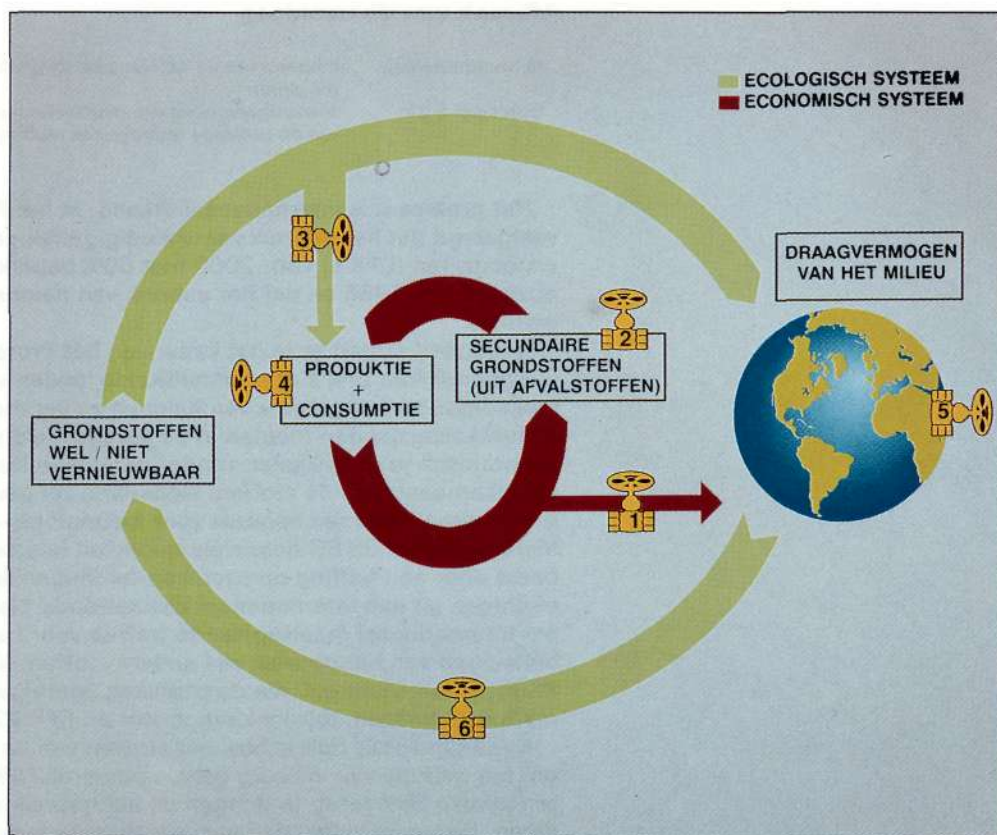 ECOLOGISCH SYSTEEM
ECONOMISCH SYSTEEM
3
DRAAGVERMOGEN
VAN HET MILIEU
2
SECUNDAIRE
GRONDSTOFFEN
(UIT AFVALSTOFFEN)
4
PRODUKTIE
+
CONSUMPTIE
5
GRONDSTOFFEN
WEL / NIET
VERNIEUWBAAR
1
6